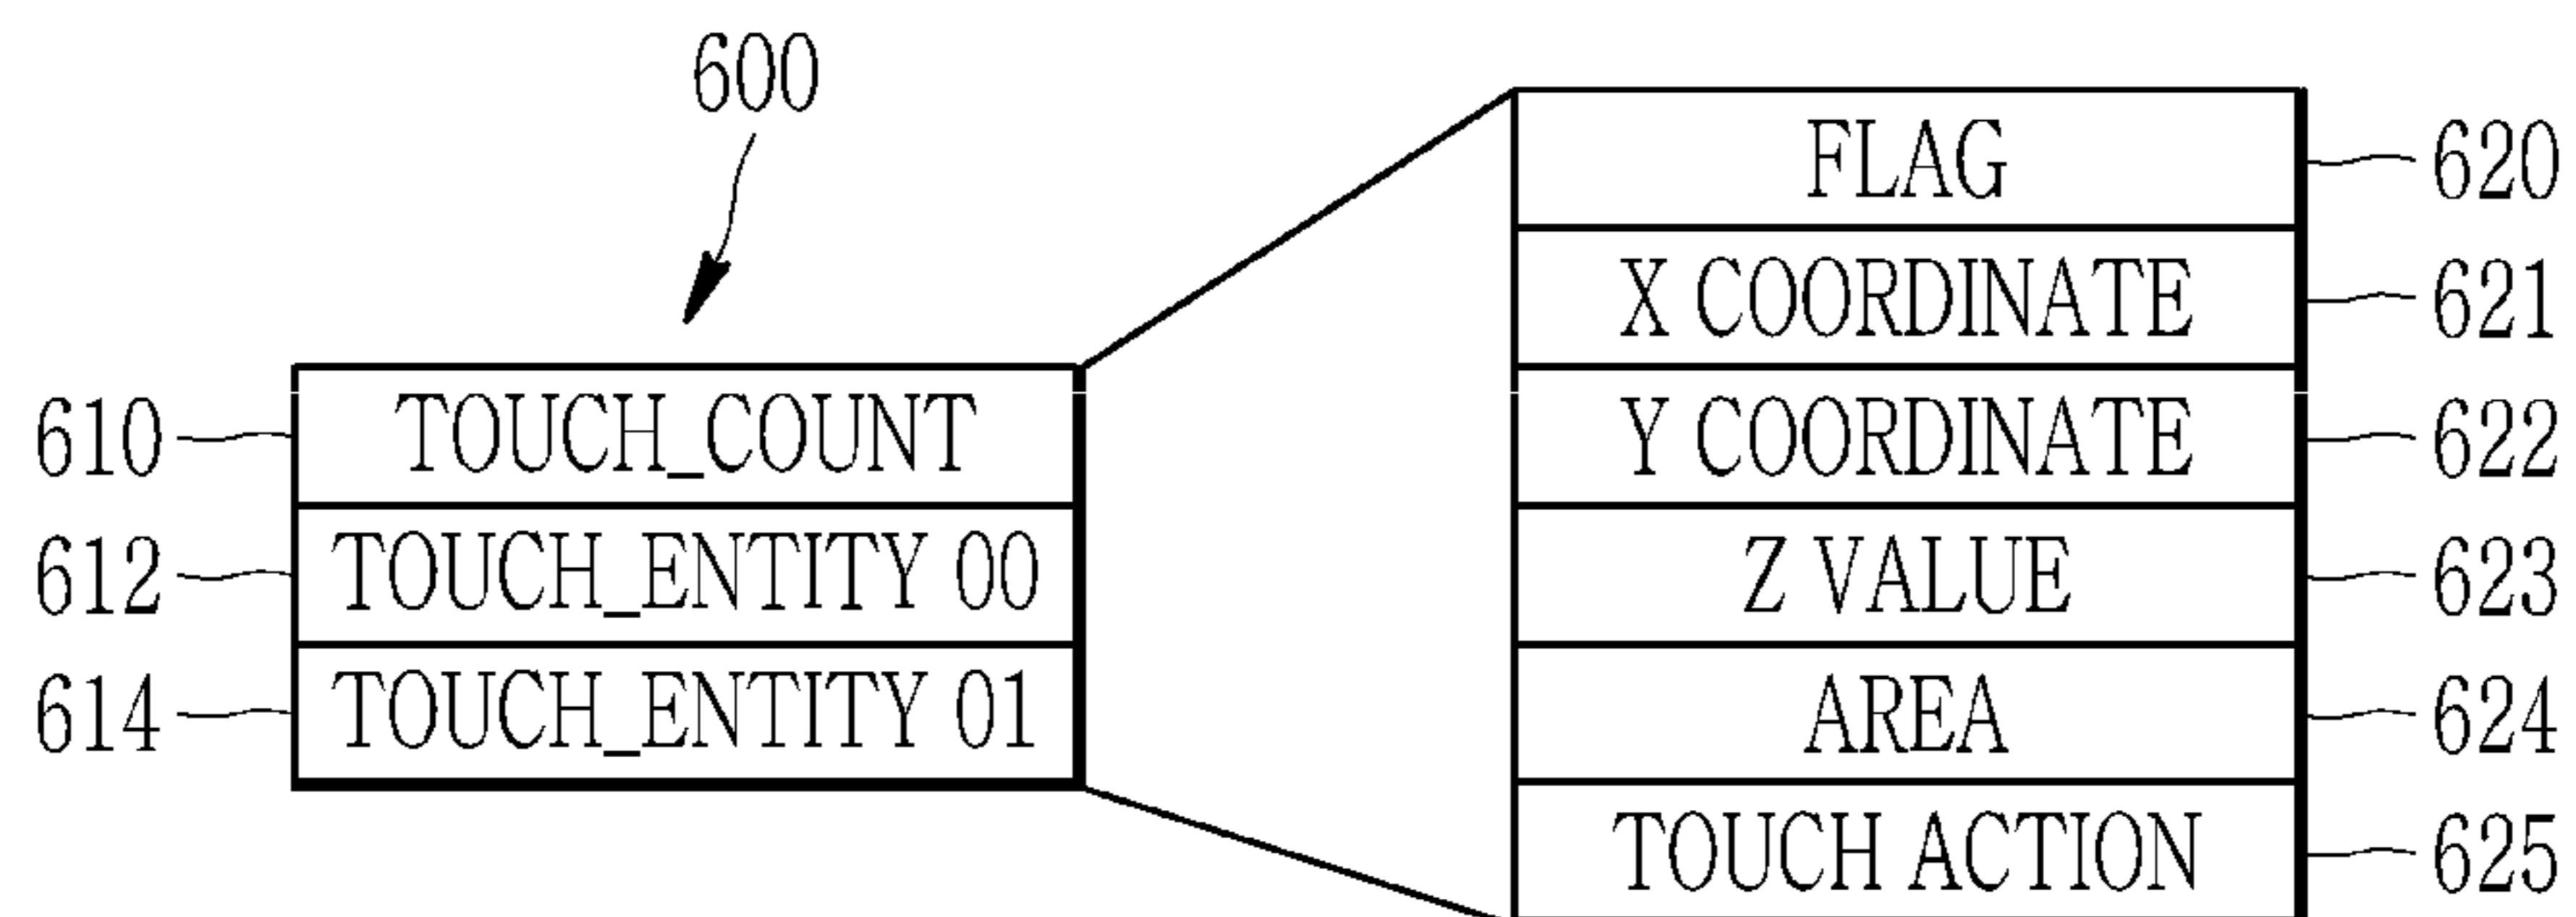 600
FLAG 620
X COORDINATE 621
610 TOUCH_COUNT Y COORDINATE 622
612 TOUCH_ENTITY 00 Z VALUE 623
614 TOUCH_ENTITY 01 AREA 624
TOUCH ACTION 625